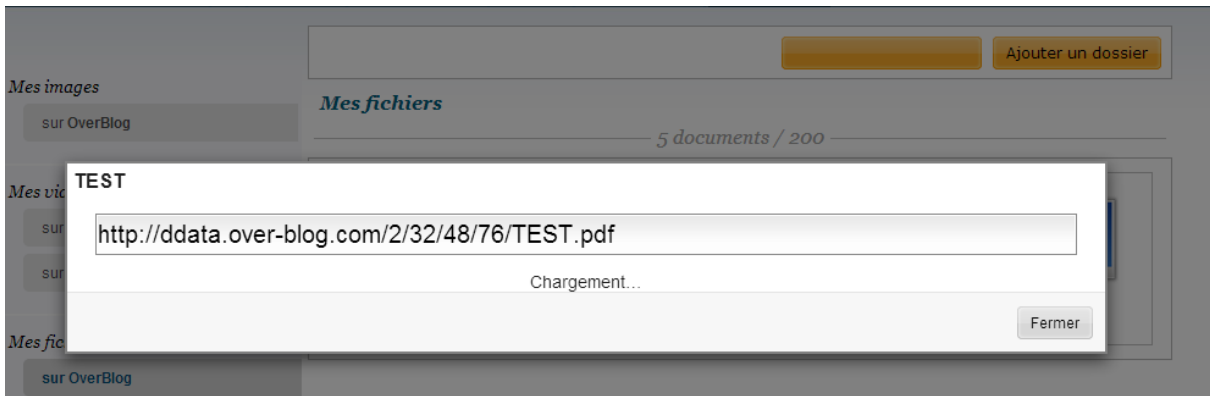 Ajouter un dossier
Mes images
sur OverBlog
Mes fichiers
5 documents / 200
Mes vid
sur
sur
Mes fic
sur OverBlog
TEST
http://ddata.over-blog.com/2/32/48/76/TEST.pdf
Chargement...
Fermer